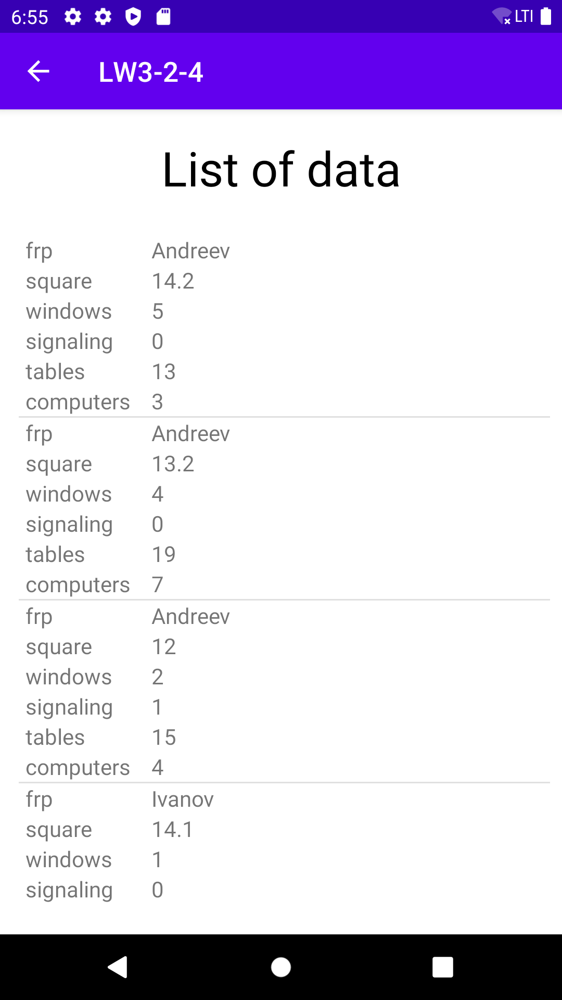 6:55 LTI
LW3-2-4
List of data
frp Andreev
square 14.2
windows 5
signaling 0
tables 13
computers 3
frp Andreev
square 13.2
windows 4
signaling 0
tables 19
computers 7
frp Andreev
square 12
windows 2
signaling 1
tables 15
computers 4
frp Ivanov
square 14.1
windows 1
signaling 0